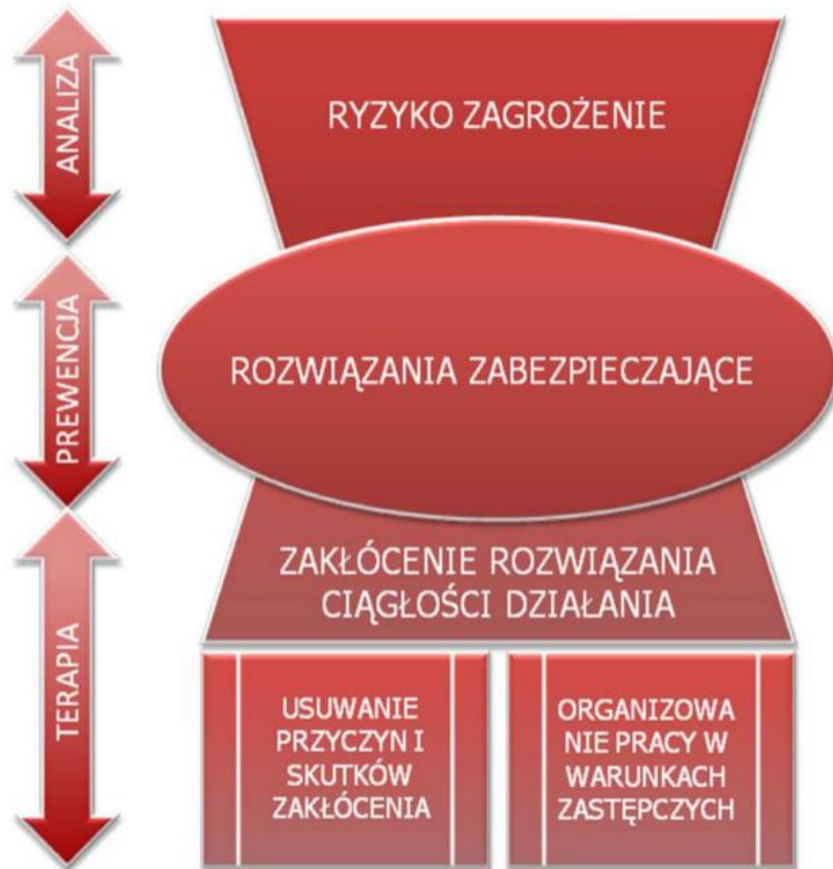 ANALIZA
RYZYKO ZAGROŻENIE
PREWENCJA
ROZWIĄZANIA ZABEZPIECZAJĄCE
TERAPIA
ZAKŁÓCENIE ROZWIĄZANIA
CIĄGŁOŚCI DZIAŁANIA
USUWANIE
PRZYCZYN I
SKUTKÓW
ZAKŁÓCENIA
ORGANIZOWA
NIE PRACY W
WARUNKACH
ZASTĘPCZYCH